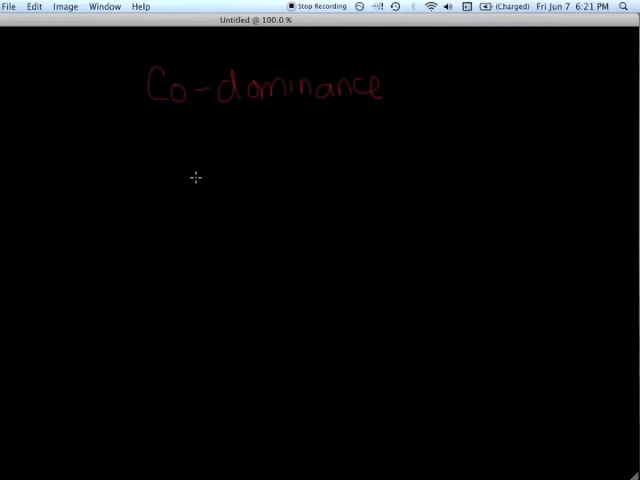 File Edit Image Window Help Stop Recording (Charged) Fri Jun 7 6:21 PM
Untitled @ 100.0 %
Co-dominance